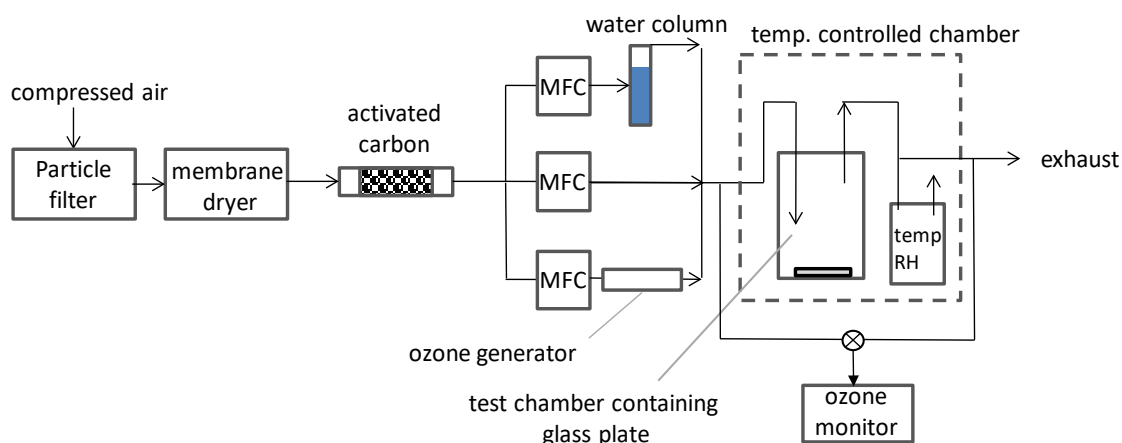 water column
temp. controlled chamber
compressed air
MFC
activated
carbon
exhaust
Particle
filter
membrane
dryer
MFC
temp
RH
MFC
ozone generator
test chamber containing
glass plate
ozone
monitor